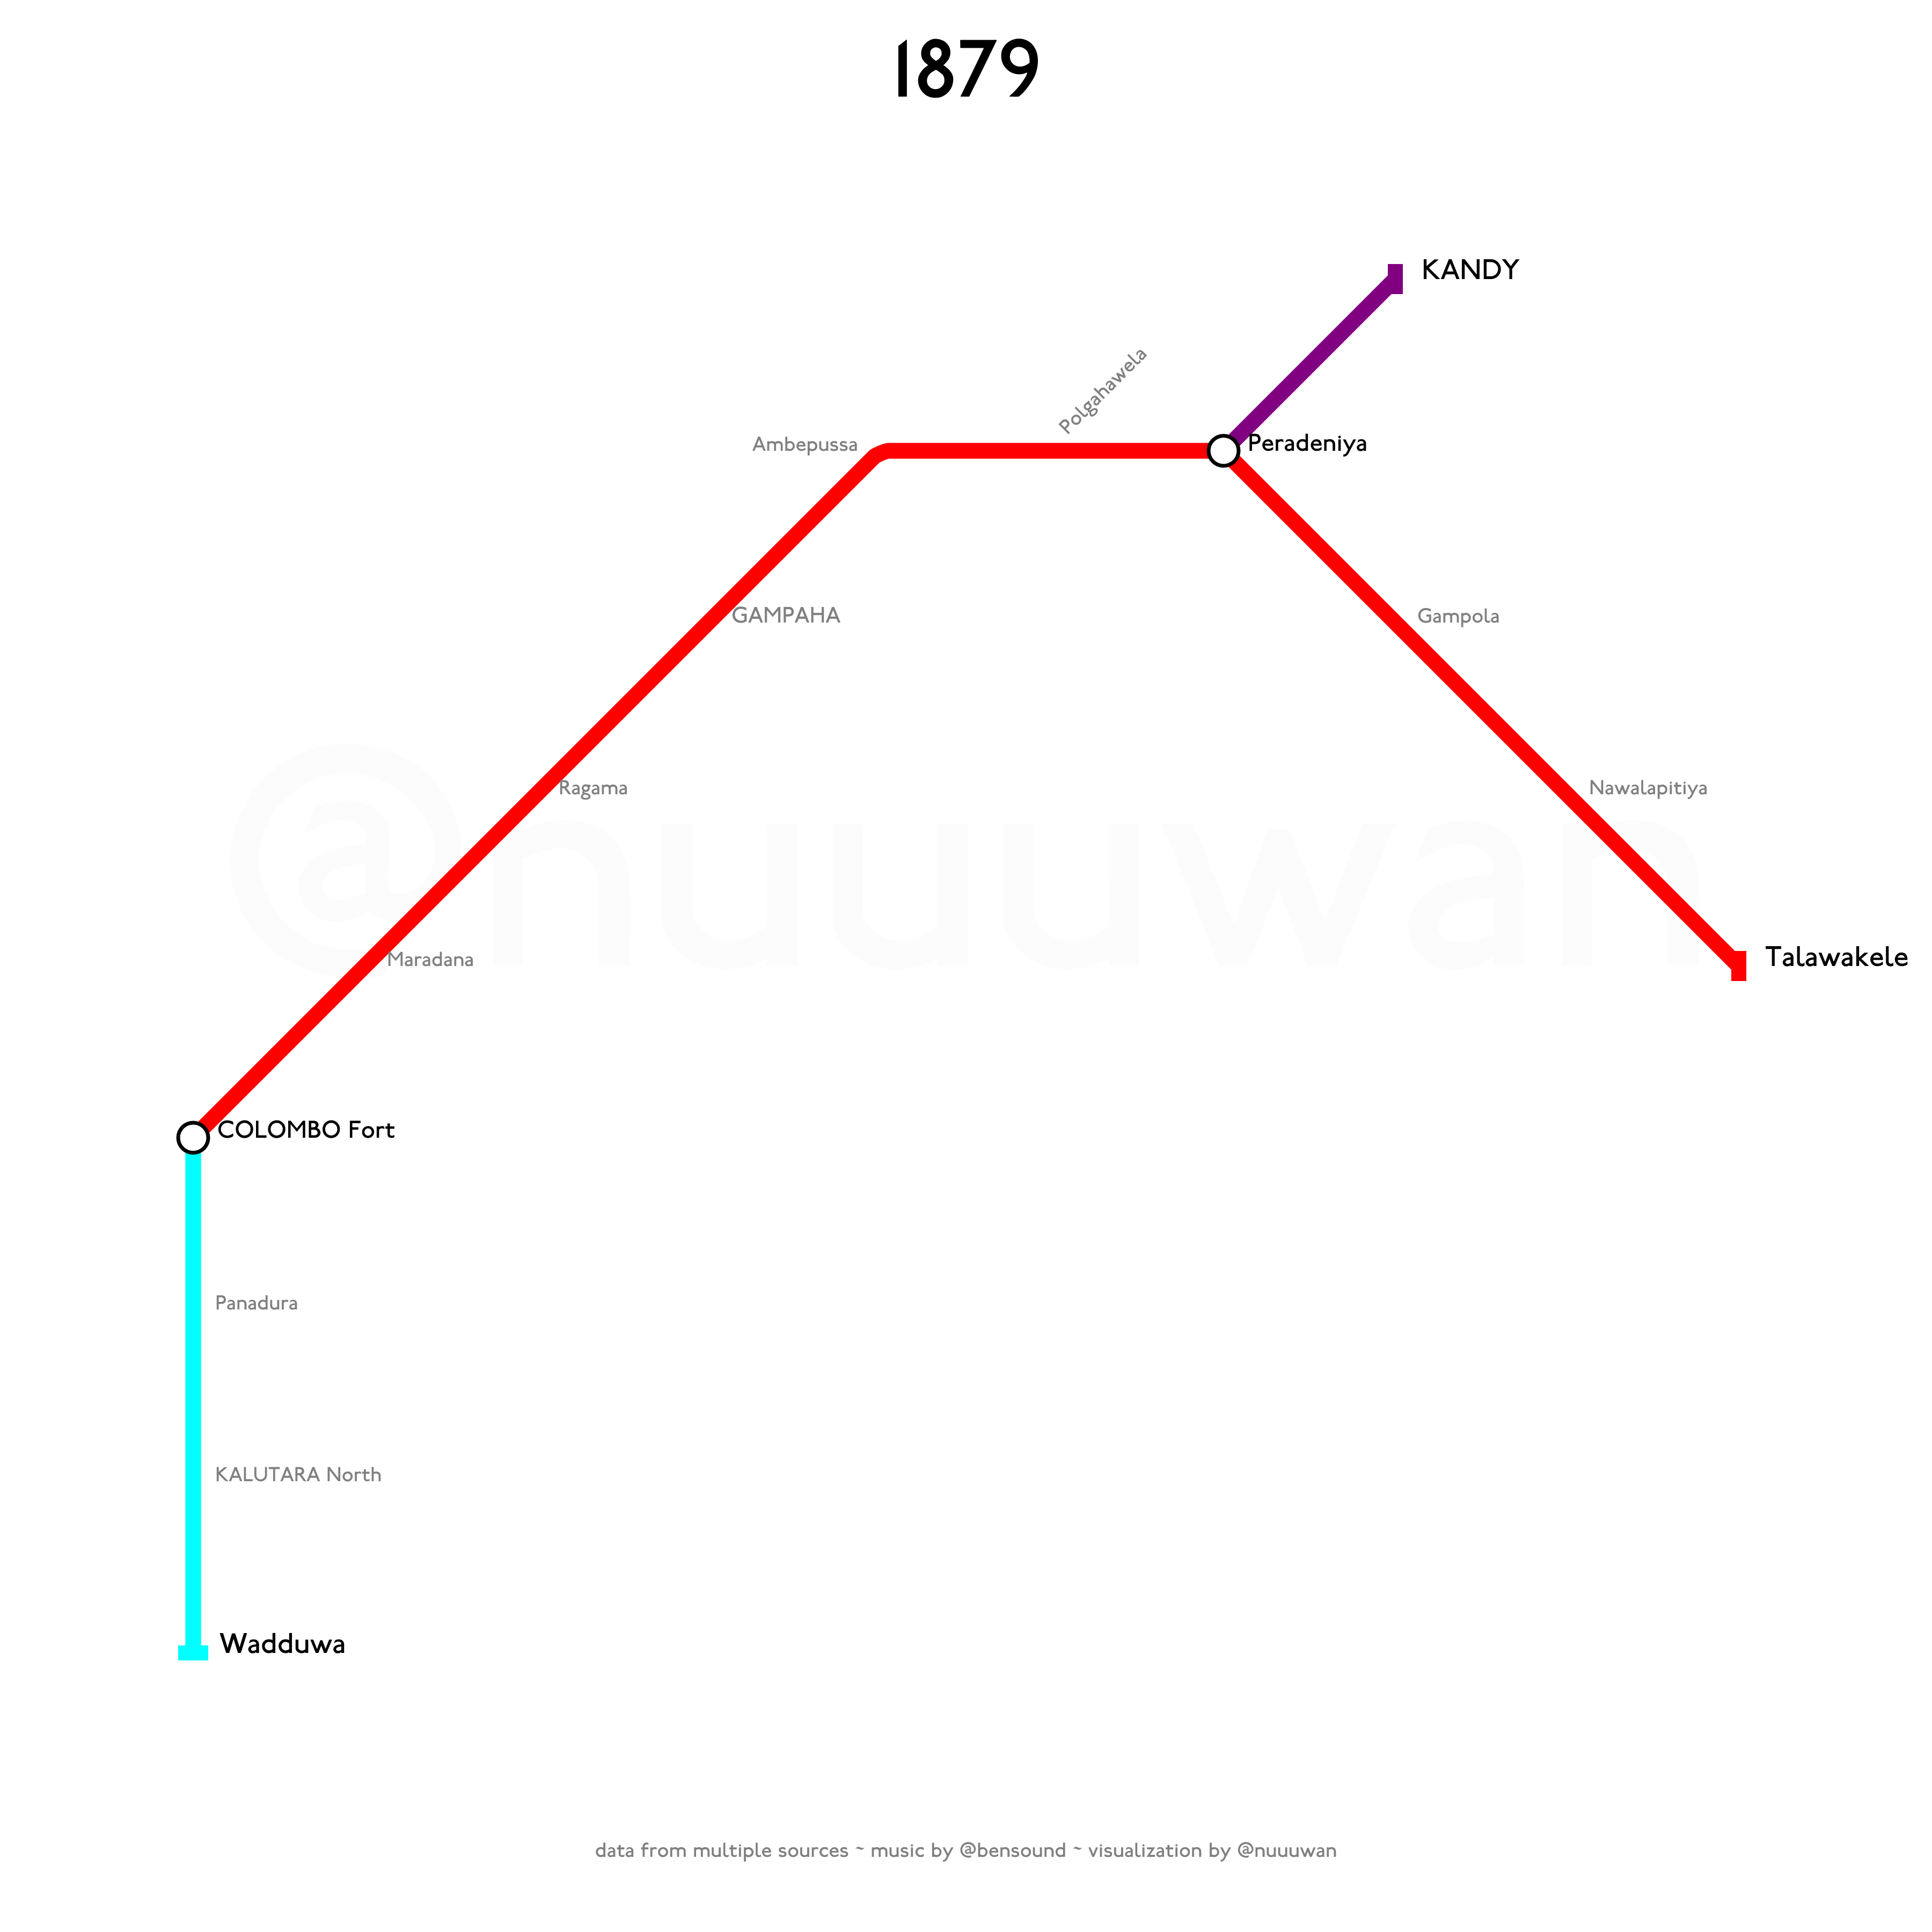 1879
KANDY
Polgahawela
Ambepussa
Peradeniya
GAMPAHA
Gampola
Ragama
Nawalapitiya
@nuuuwan
Maradana
Talawakele
COLOMBO Fort
Panadura
KALUTARA North
Wadduwa
data from multiple sources ~ music by @bensound ~ visualization by @nuuuwan